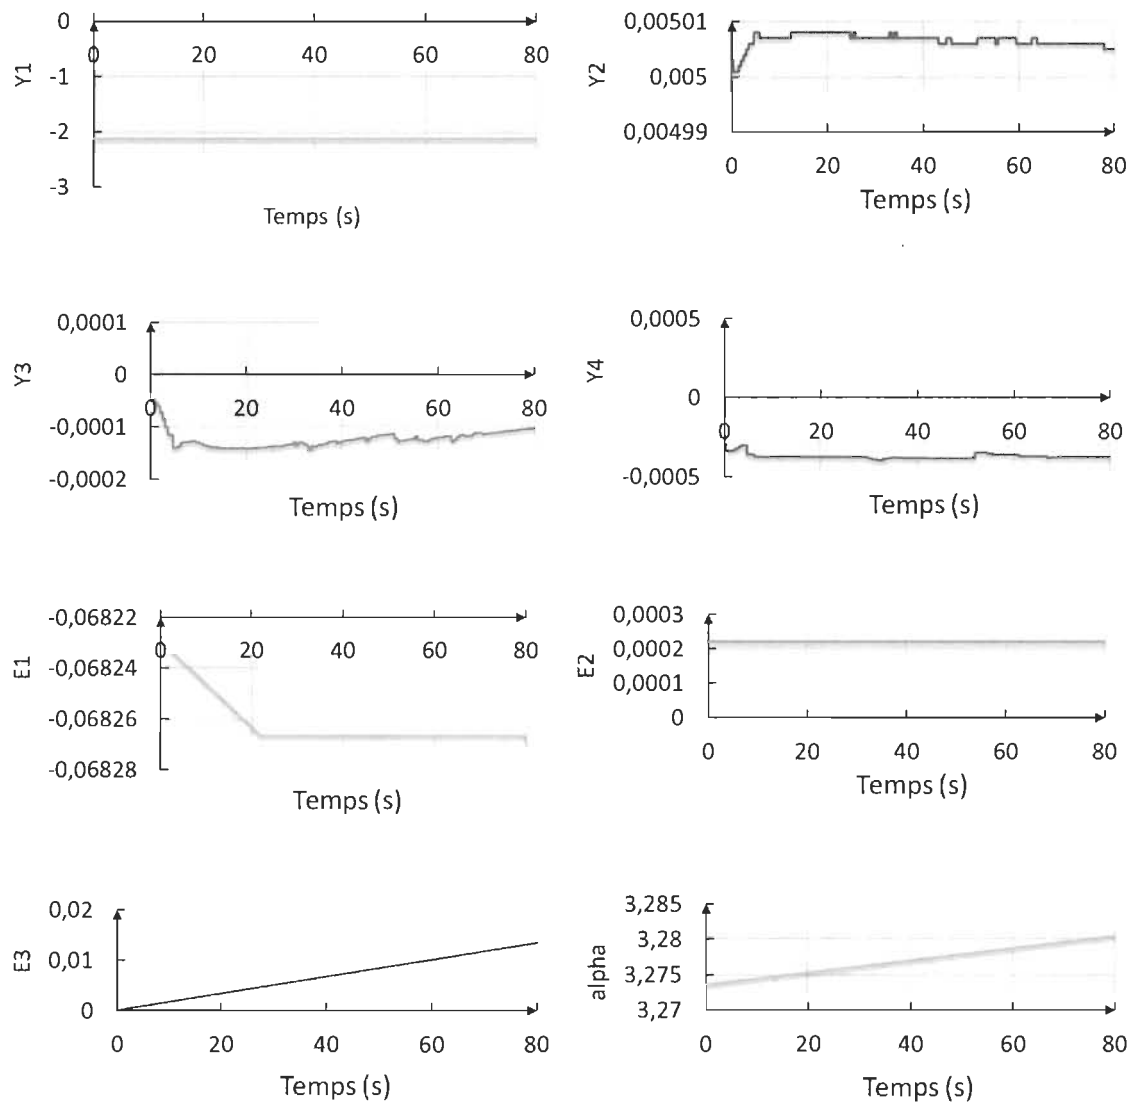 0
-1
-2
-3
Y1
0 20 40 60 80
Temps (s)
0,00501
0,005
0,00499
Y2
0 20 40 60 80
Temps (s)
0,0001
0
-0,0001
-0,0002
Y3
0 20 40 60 80
Temps (s)
0,0005
0
-0,0005
Y4
0 20 40 60 80
Temps (s)
-0,06822
-0,06824
-0,06826
-0,06828
E1
0 20 40 60 80
Temps (s)
0,0003
0,0002
0,0001
0
E2
0 20 40 60 80
Temps (s)
0,02
0,01
0
E3
0 20 40 60 80
Temps (s)
3,285
3,28
3,275
3,27
alpha
0 20 40 60 80
Temps (s)